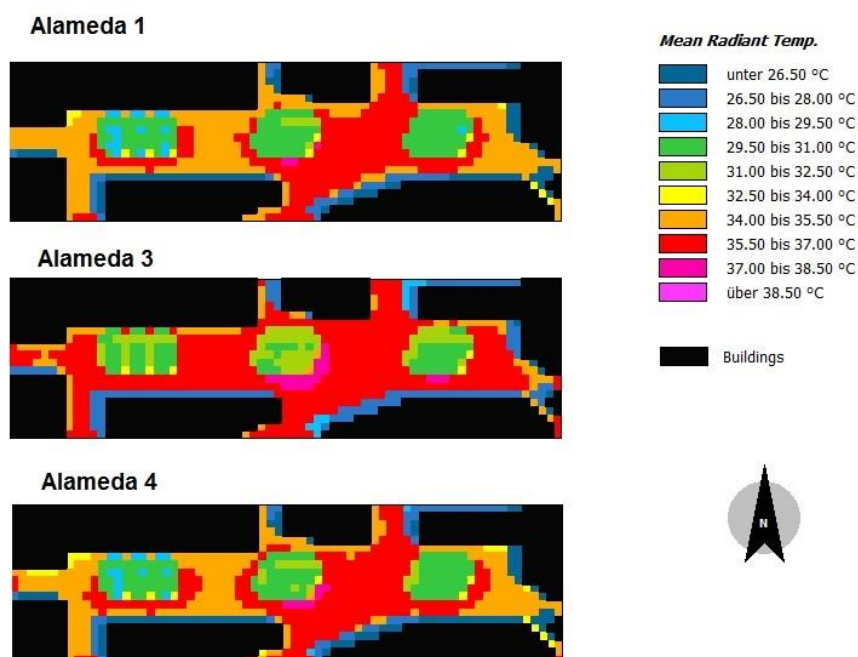 Alameda 1
Mean Radiant Temp.
unter 26.50 °C
26.50 bis 28.00 °C
28.00 bis 29.50 °C
29.50 bis 31.00 °C
31.00 bis 32.50 °C
32.50 bis 34.00 °C
34.00 bis 35.50 °C
35.50 bis 37.00 °C
37.00 bis 38.50 °C
über 38.50 °C
Buildings
Alameda 3
Alameda 4
N